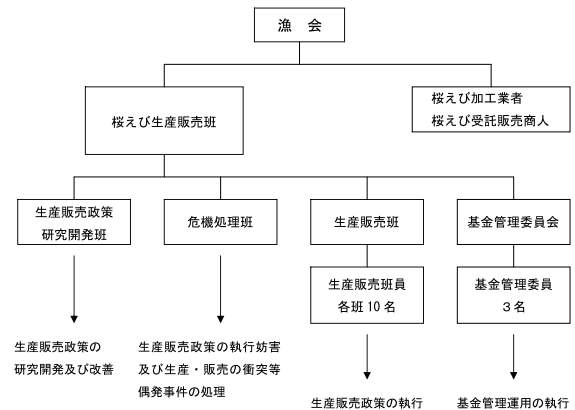 漁　会
桜えび生産販売班
桜えび加工業者
桜えび受託販売商人
生産販売政策
研究開発班
危機処理班
生産販売班
基金管理委員会
生産販売班員
各班10名
基金管理委員
3名
生産販売政策の
研究開発及び改善
生産販売政策の執行妨害
及び生産・販売の衝突等
偶発事件の処理
生産販売政策の執行
基金管理運用の執行